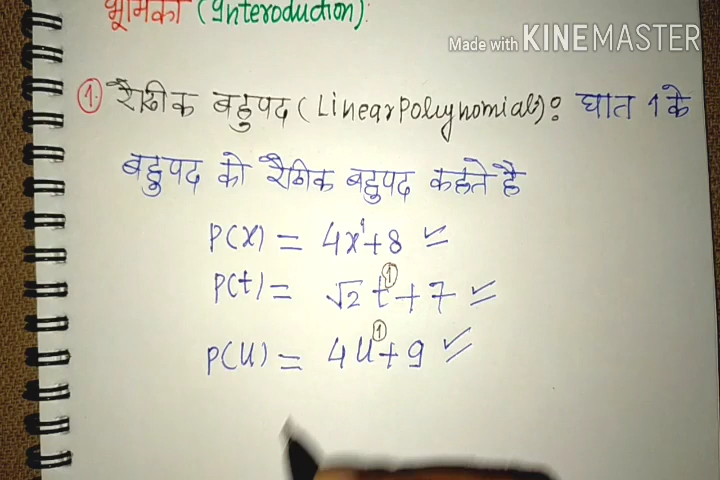 भूमिका (Interoduction):
Made with KINEMASTER
① रैखीक बहुपद (Linear Polynomials): घात 1 के
बहुपद को रैखिक बहुपद कहते है
P(x) = 4x¹+8
P(t) = √2 t¹+7
P(u) = 4u¹+9